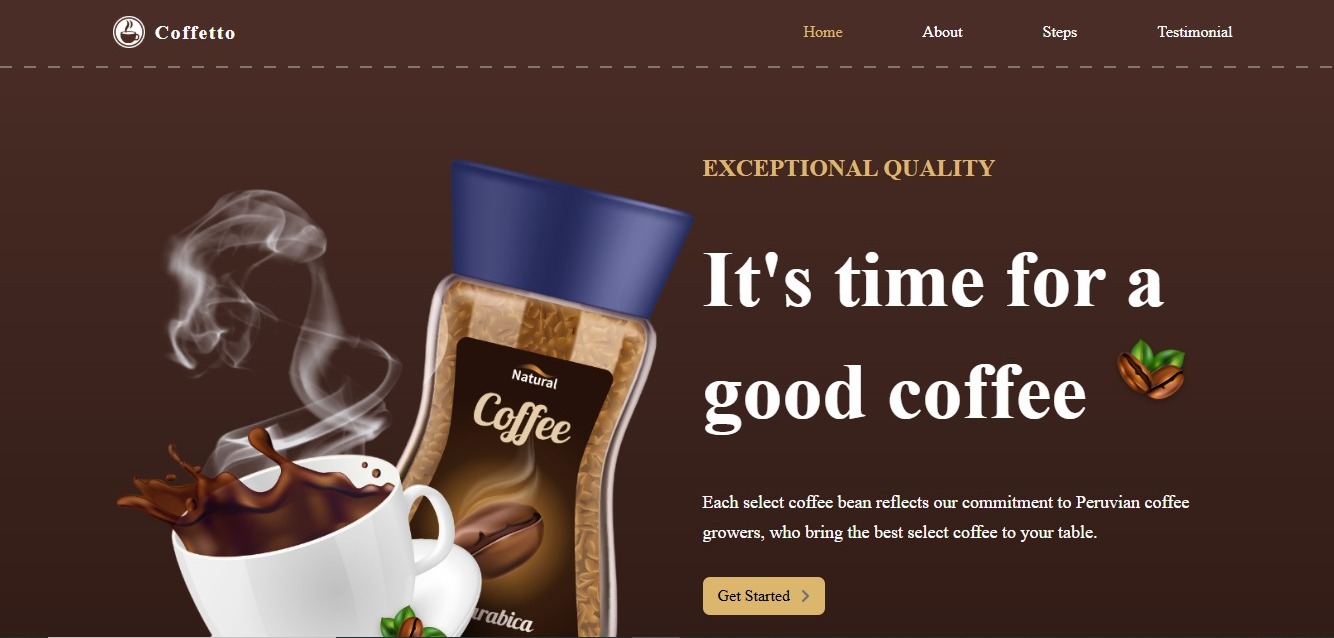 Coffetto
Home
About
Steps
Testimonial
EXCEPTIONAL QUALITY
It's time for a
good coffee
Each select coffee bean reflects our commitment to Peruvian coffee
growers, who bring the best select coffee to your table.
Get Started
Natural
Coffee
arabica